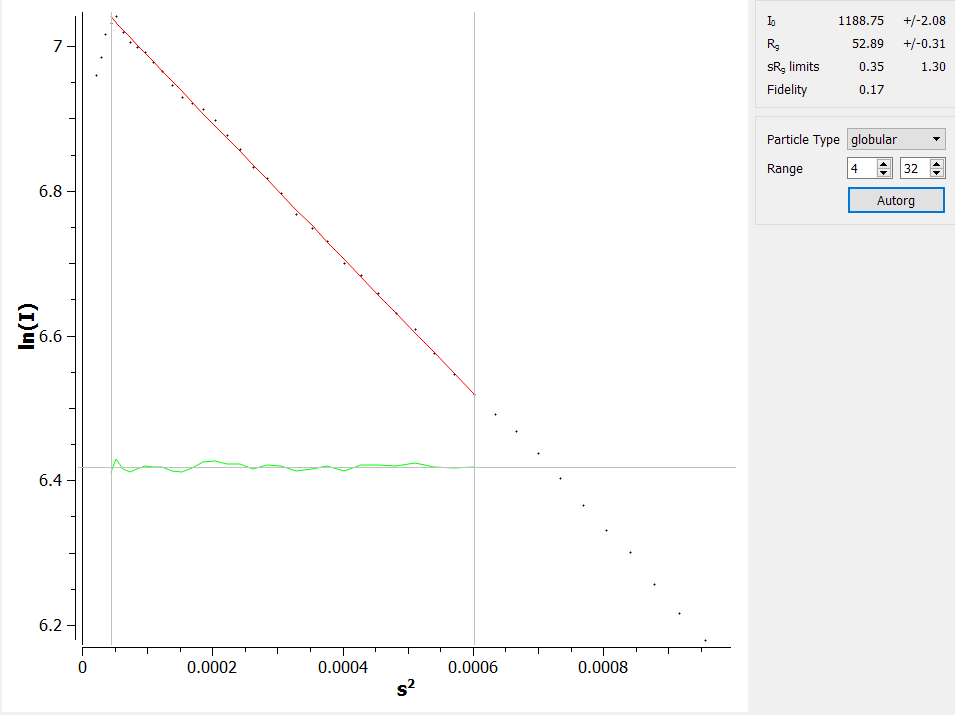 7
6.8
6.6
6.4
6.2
ln(I)
0 0.0002 0.0004 0.0006 0.0008
s²
I₀ 1188.75 +/-2.08
R₉ 52.89 +/-0.31
sR₉ limits 0.35 1.30
Fidelity 0.17
Particle Type globular
Range 4 32
Autorg